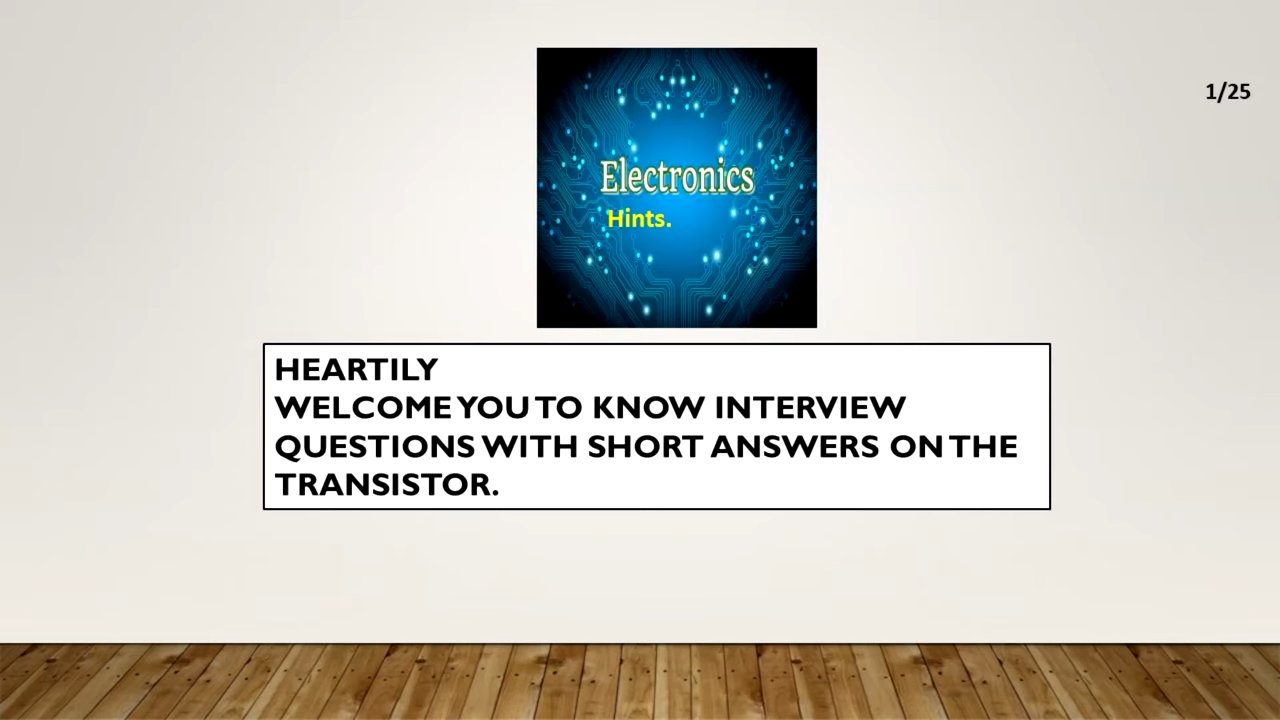 1/25
Electronics
Hints.
HEARTILY
WELCOME YOU TO KNOW INTERVIEW
QUESTIONS WITH SHORT ANSWERS ON THE
TRANSISTOR.